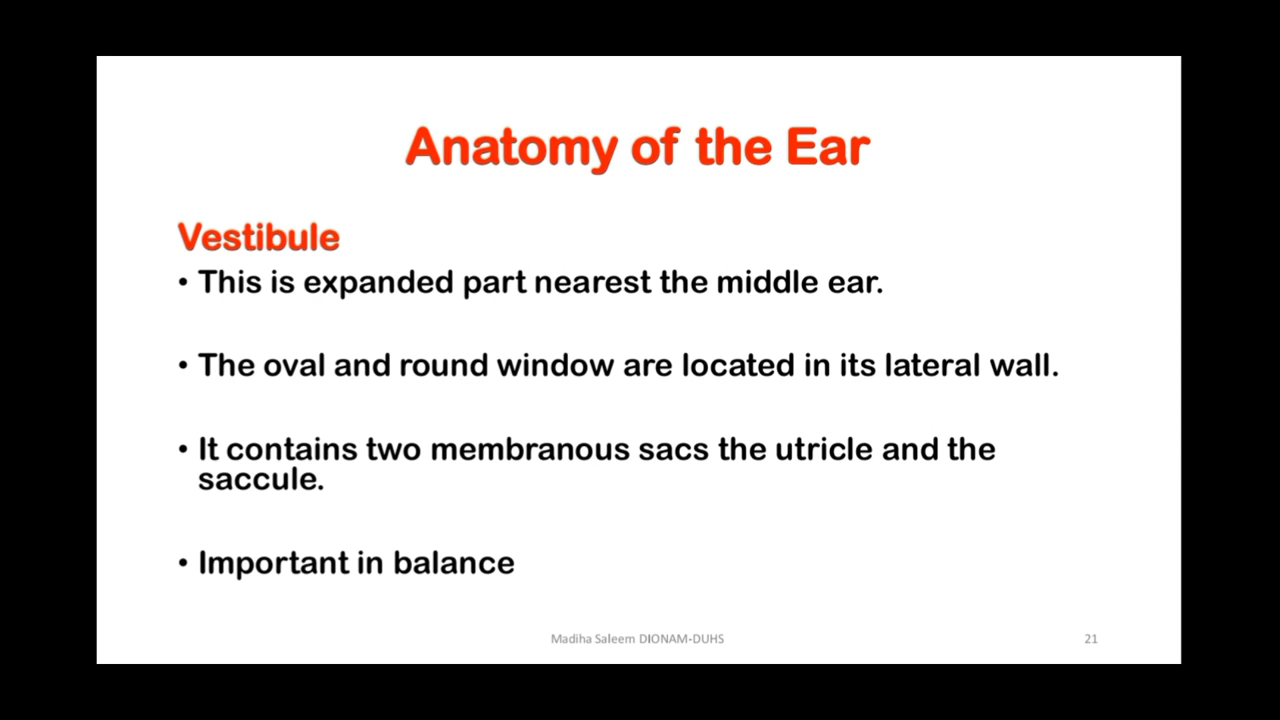 Anatomy of the Ear
Vestibule
• This is expanded part nearest the middle ear.
• The oval and round window are located in its lateral wall.
• It contains two membranous sacs the utricle and the
saccule.
• Important in balance
Madiha Saleem DIONAM-DUHS
21